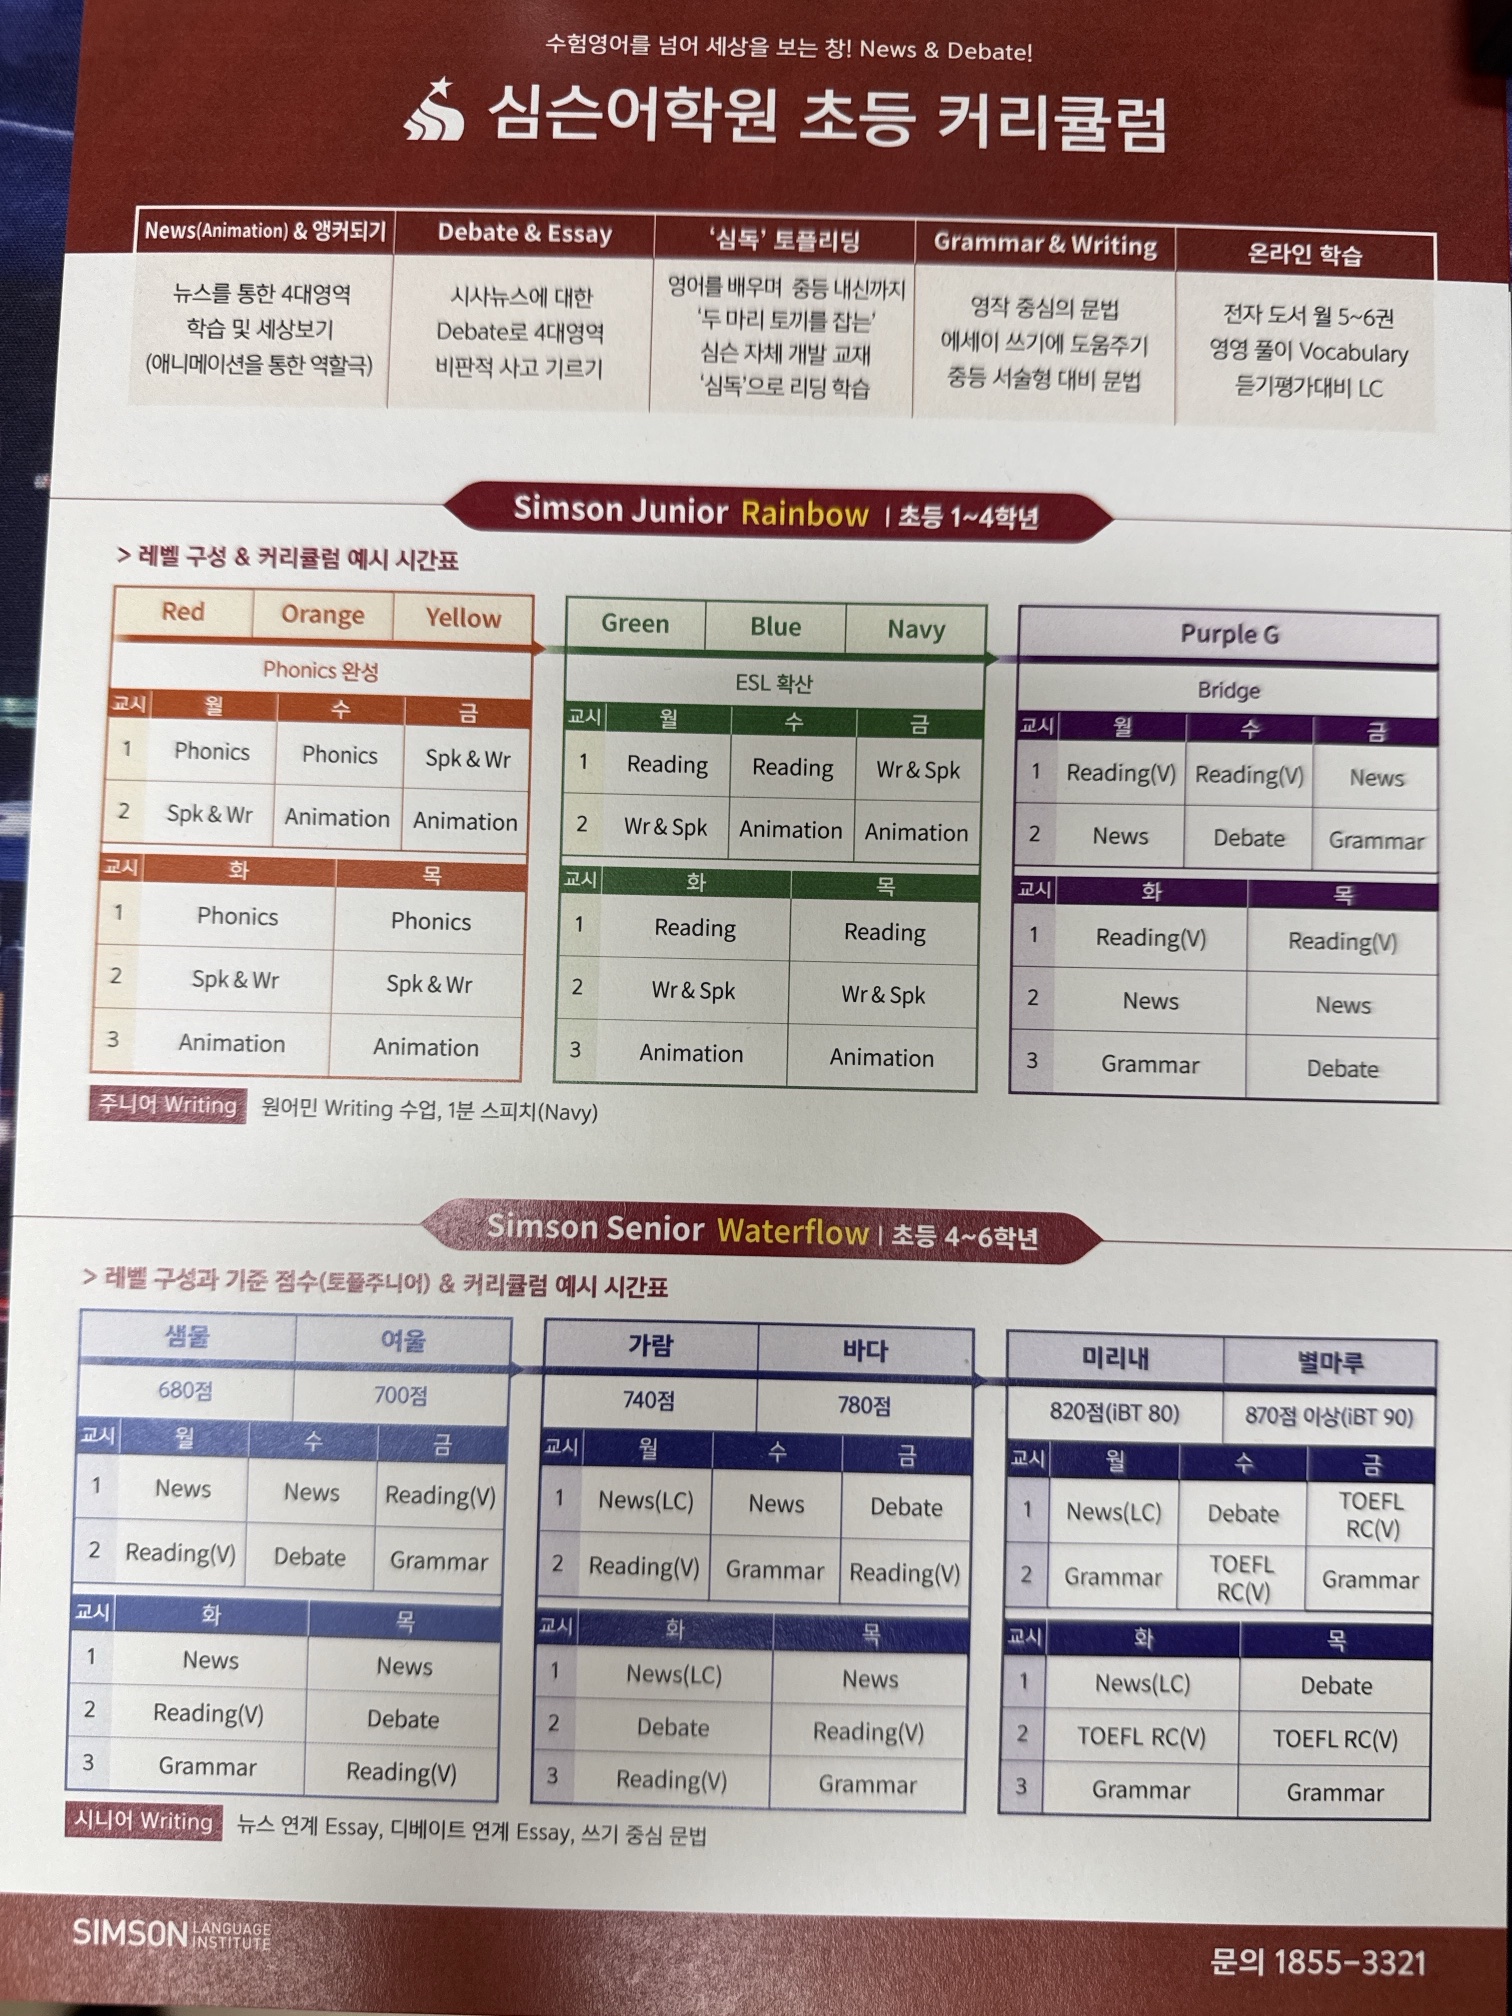 수험영어를 넘어 세상을 보는 창! News & Debate!
심슨어학원 초등 커리큘럼
News(Animation) & 앵커되기
뉴스를 통한 4대영역
학습 및 세상보기
(애니메이션을 통한 역할극)
Debate & Essay
시사뉴스에 대한
Debate로 4대영역
비판적 사고 기르기
‘심독’ 토플리딩
영어를 배우며 중등 내신까지
‘두 마리 토끼를 잡는’
심슨 자체 개발 교재
‘심독’으로 리딩 학습
Grammar & Writing
영작 중심의 문법
에세이 쓰기에 도움주기
중등 서술형 대비 문법
온라인 학습
전자 도서 월 5~6권
영영 풀이 Vocabulary
듣기평가대비 LC
Simson Junior Rainbow | 초등 1~4학년
> 레벨 구성 & 커리큘럼 예시 시간표
Red Orange Yellow
Phonics 완성
교시 월 수 금
1 Phonics Phonics Spk & Wr
2 Spk & Wr Animation Animation
교시 화 목
1 Phonics Phonics
2 Spk & Wr Spk & Wr
3 Animation Animation
Green Blue Navy
ESL 확산
교시 월 수 금
1 Reading Reading Wr & Spk
2 Wr & Spk Animation Animation
교시 화 목
1 Reading Reading
2 Wr & Spk Wr & Spk
3 Animation Animation
Purple G
Bridge
교시 월 수 금
1 Reading(V) Reading(V) News
2 News Debate Grammar
교시 화 목
1 Reading(V) Reading(V)
2 News News
3 Grammar Debate
주니어 Writing 원어민 Writing 수업, 1분 스피치(Navy)
Simson Senior Waterflow | 초등 4~6학년
> 레벨 구성과 기준 점수(토플주니어) & 커리큘럼 예시 시간표
샘물 여울
680점 700점
교시 월 수 금
1 News News Reading(V)
2 Reading(V) Debate Grammar
교시 화 목
1 News News
2 Reading(V) Debate
3 Grammar Reading(V)
가람 바다
740점 780점
교시 월 수 금
1 News(LC) News Debate
2 Reading(V) Grammar Reading(V)
교시 화 목
1 News(LC) News
2 Debate Reading(V)
3 Reading(V) Grammar
미리내 별마루
820점(iBT 80) 870점 이상(iBT 90)
교시 월 수 금
1 News(LC) Debate TOEFL RC(V)
2 Grammar TOEFL RC(V) Grammar
교시 화 목
1 News(LC) Debate
2 TOEFL RC(V) TOEFL RC(V)
3 Grammar Grammar
시니어 Writing 뉴스 연계 Essay, 디베이트 연계 Essay, 쓰기 중심 문법
SIMSON LANGUAGE INSTITUTE
문의 1855-3321